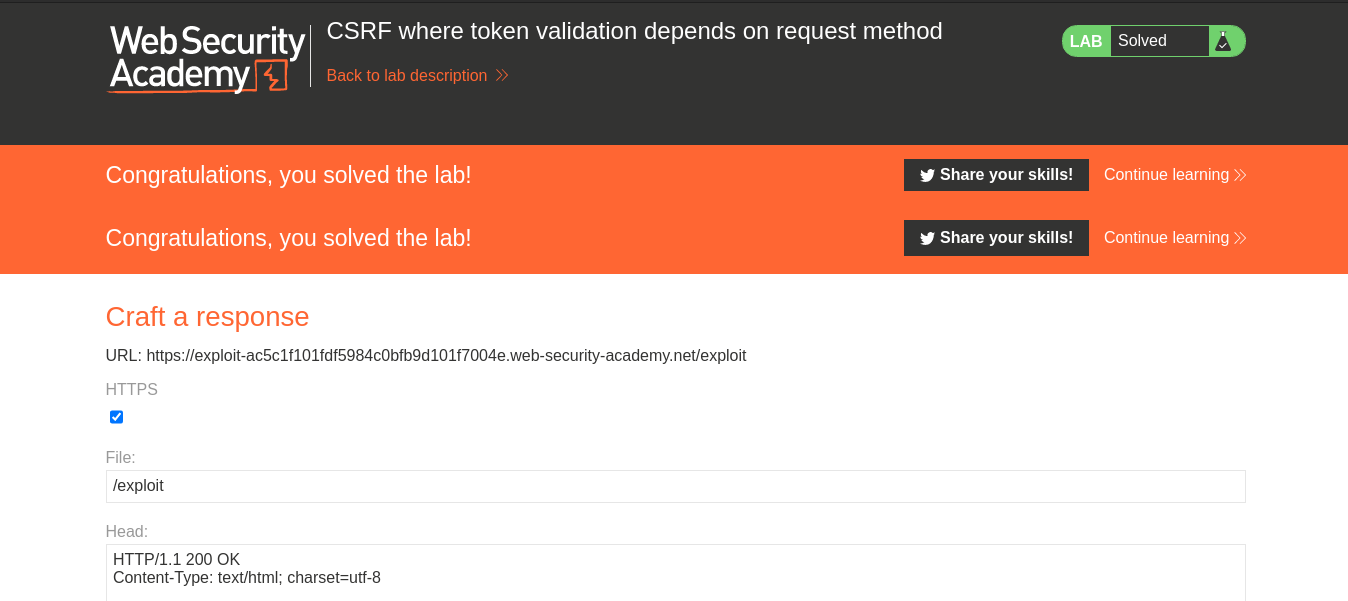 Web Security
Academy
CSRF where token validation depends on request method
Back to lab description
LAB Solved
Congratulations, you solved the lab!
Share your skills! Continue learning
Congratulations, you solved the lab!
Share your skills! Continue learning
Craft a response
URL: https://exploit-ac5c1f101fdf5984c0bfb9d101f7004e.web-security-academy.net/exploit
HTTPS
File:
/exploit
Head:
HTTP/1.1 200 OK
Content-Type: text/html; charset=utf-8